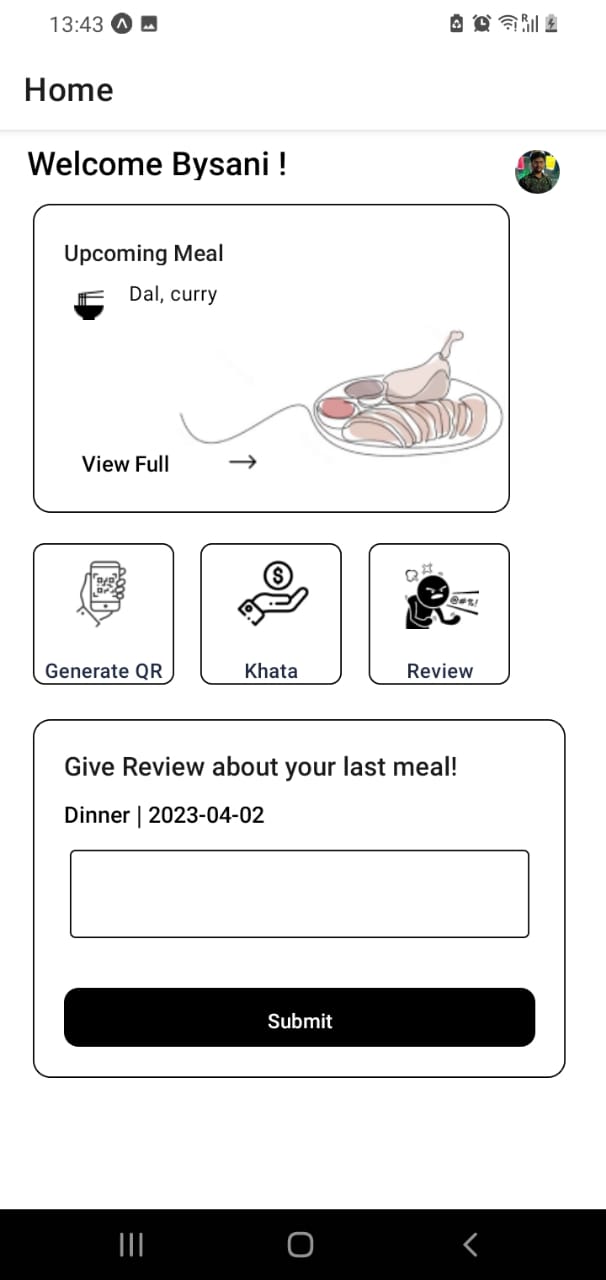 13:43
R
Home
Welcome Bysani !
Upcoming Meal
Dal, curry
View Full
@#%!
Generate QR
Khata
Review
Give Review about your last meal!
Dinner | 2023-04-02
Submit